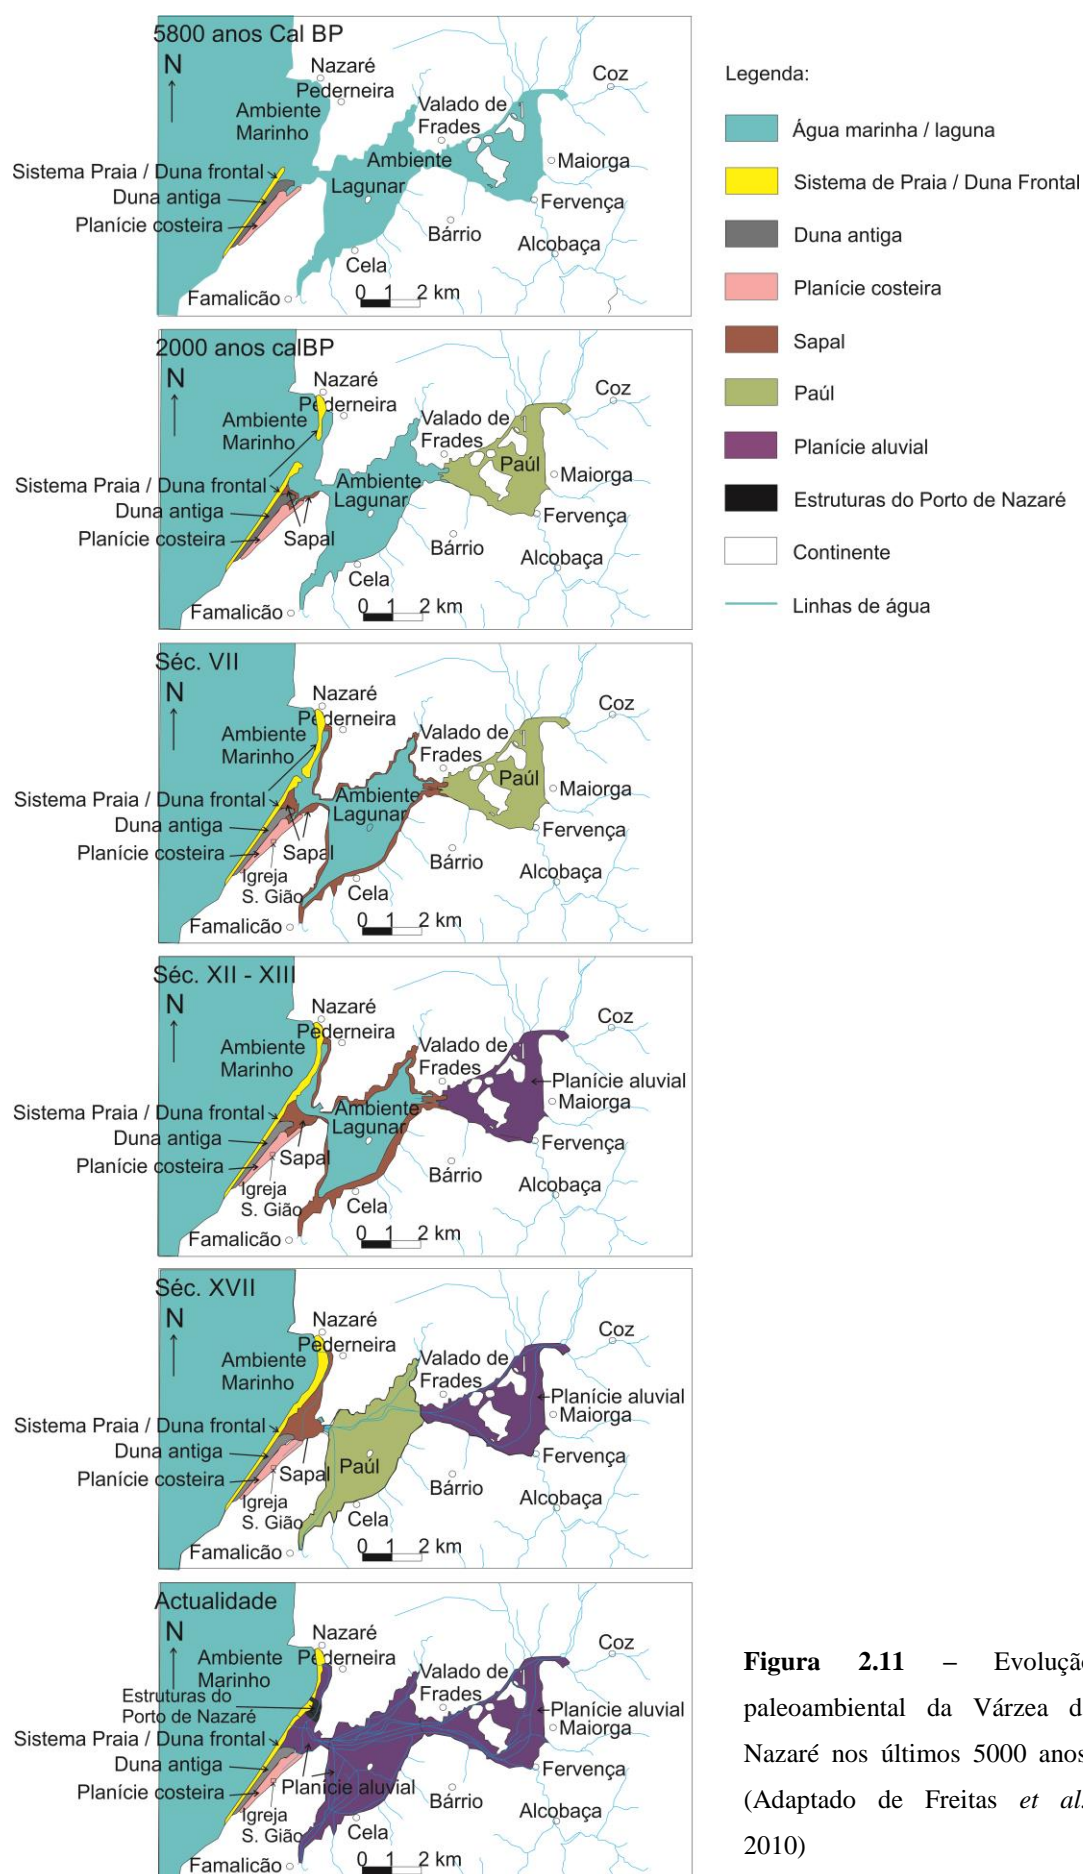 5800 anos Cal BP
N
Nazaré
Pederneira
Coz
Ambiente
Marinho
Valado de
Frades
Ambiente
Lagunar
Maiorga
Sistema Praia / Duna frontal
Duna antiga
Planície costeira
Fervença
Bárrio
Alcobaça
Cela
0 1 2 km
Famalicão
Legenda:
Água marinha / laguna
Sistema de Praia / Duna Frontal
Duna antiga
Planície costeira
Sapal
Paúl
Planície aluvial
Estruturas do Porto de Nazaré
Continente
Linhas de água
2000 anos calBP
N
Nazaré
Pederneira
Coz
Ambiente
Marinho
Valado de
Frades
Paúl
Maiorga
Ambiente
Lagunar
Sistema Praia / Duna frontal
Duna antiga
Planície costeira
Sapal
Fervença
Bárrio
Alcobaça
Cela
0 1 2 km
Famalicão
Séc. VII
N
Nazaré
Pederneira
Coz
Ambiente
Marinho
Valado de
Frades
Paúl
Maiorga
Ambiente
Lagunar
Sistema Praia / Duna frontal
Duna antiga
Planície costeira
Sapal
Fervença
Bárrio
Igreja
S. Gião
Alcobaça
Cela
0 1 2 km
Famalicão
Séc. XII - XIII
N
Nazaré
Pederneira
Coz
Ambiente
Marinho
Valado de
Frades
Planície aluvial
Maiorga
Ambiente
Lagunar
Sistema Praia / Duna frontal
Duna antiga
Planície costeira
Sapal
Fervença
Bárrio
Igreja
S. Gião
Alcobaça
Cela
0 1 2 km
Famalicão
Séc. XVII
N
Nazaré
Pederneira
Coz
Ambiente
Marinho
Valado de
Frades
Planície aluvial
Maiorga
Sistema Praia / Duna frontal
Duna antiga
Planície costeira
Sapal
Paúl
Fervença
Bárrio
Igreja
S. Gião
Alcobaça
Cela
0 1 2 km
Famalicão
Actualidade
N
Nazaré
Pederneira
Coz
Ambiente
Marinho
Valado de
Frades
Estruturas do
Porto de Nazaré
Planície aluvial
Maiorga
Sistema Praia / Duna frontal
Duna antiga
Planície costeira
Planície aluvial
Fervença
Bárrio
Igreja
S. Gião
Alcobaça
Cela
0 1 2 km
Famalicão
Figura 2.11 – Evolução
paleoambiental da Várzea d
Nazaré nos últimos 5000 anos
(Adaptado de Freitas et al.
2010)